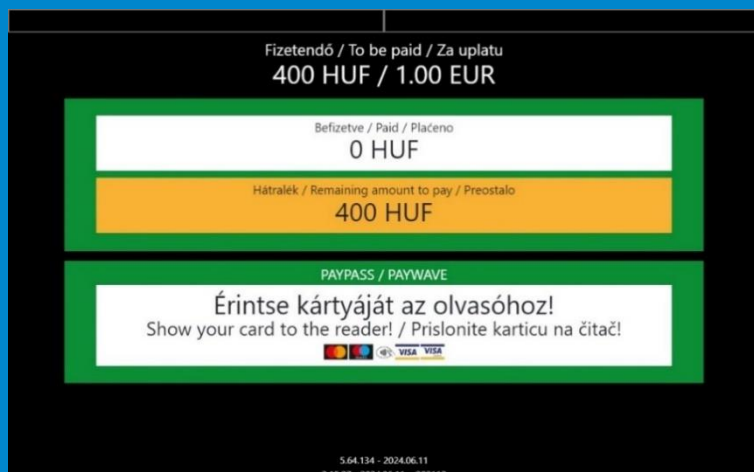 Fizetendő / To be paid / Za uplatu
400 HUF / 1.00 EUR
Befizetve / Paid / Plaćeno
0 HUF
Hátralék / Remaining amount to pay / Preostalo
400 HUF
PAYPASS / PAYWAVE
Érintse kártyáját az olvasóhoz!
Show your card to the reader! / Prislonite karticu na čitač!
VISA VISA
5.64.134 - 2024.06.11